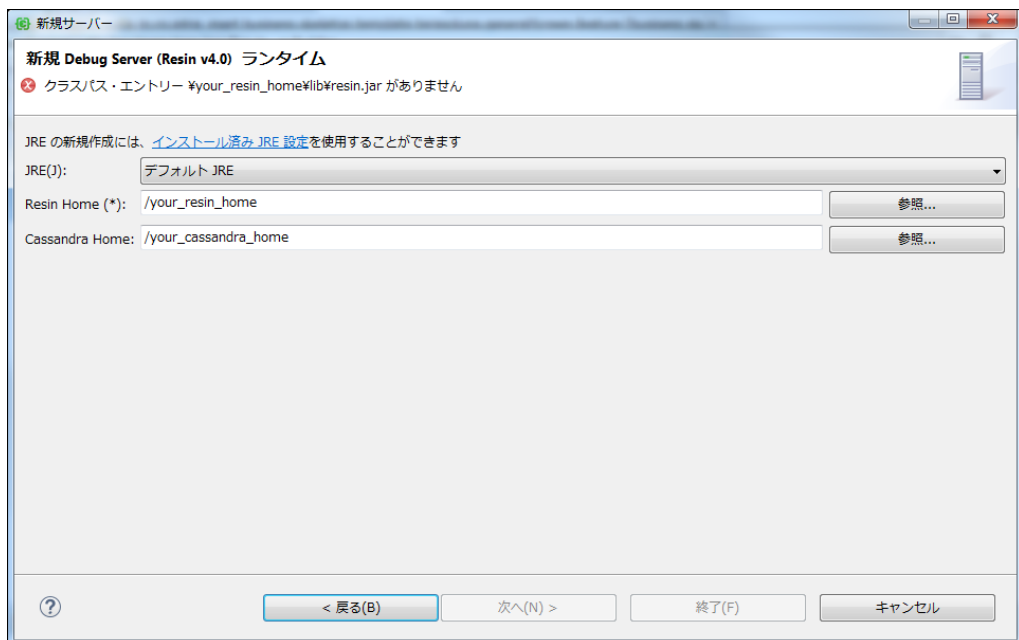 新規サーバー
新規 Debug Server (Resin v4.0) ランタイム
クラスパス・エントリー ¥your_resin_home¥lib¥resin.jar がありません
JRE の新規作成には、インストール済み JRE 設定を使用することができます
JRE(J): デフォルト JRE
Resin Home (*): /your_resin_home 参照...
Cassandra Home: /your_cassandra_home 参照...
< 戻る(B) 次へ(N) > 終了(F) キャンセル